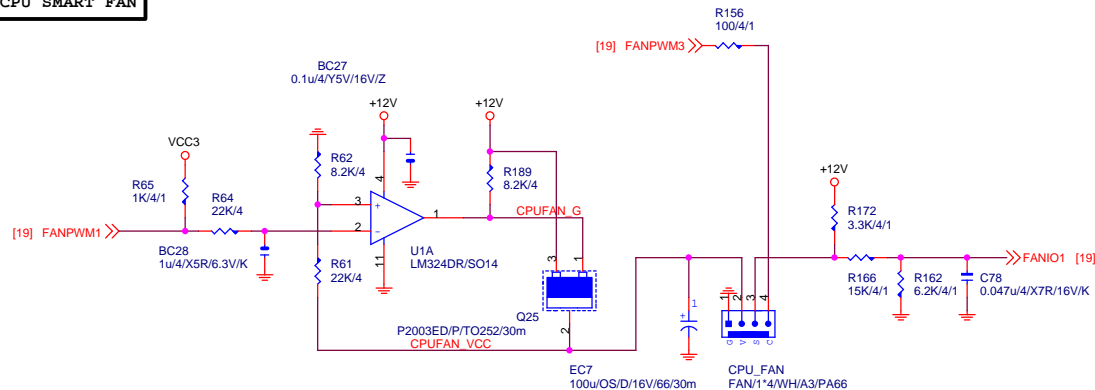 CPU SMART FAN
R156
100/4/1
[19] FANPWM3
BC27
0.1u/4/Y5V/16V/Z
+12V
+12V
VCC3
R62
8.2K/4
R189
8.2K/4
+12V
R65
1K/4/1
R64
22K/4
4
3
+
1
CPUFAN_G
R172
3.3K/4/1
[19] FANPWM1
2
-
BC28
1u/4/X5R/6.3V/K
11
U1A
LM324DR/SO14
3
1
FANIO1 [19]
R61
22K/4
R166
15K/4/1
R162
6.2K/4/1
C78
0.047u/4/X7R/16V/K
1
+
1
2
3
4
G
V
S
C
Q25
P2003ED/P/TO252/30m
2
CPUFAN_VCC
EC7
100u/OS/D/16V/66/30m
CPU_FAN
FAN/1*4/WH/A3/PA66